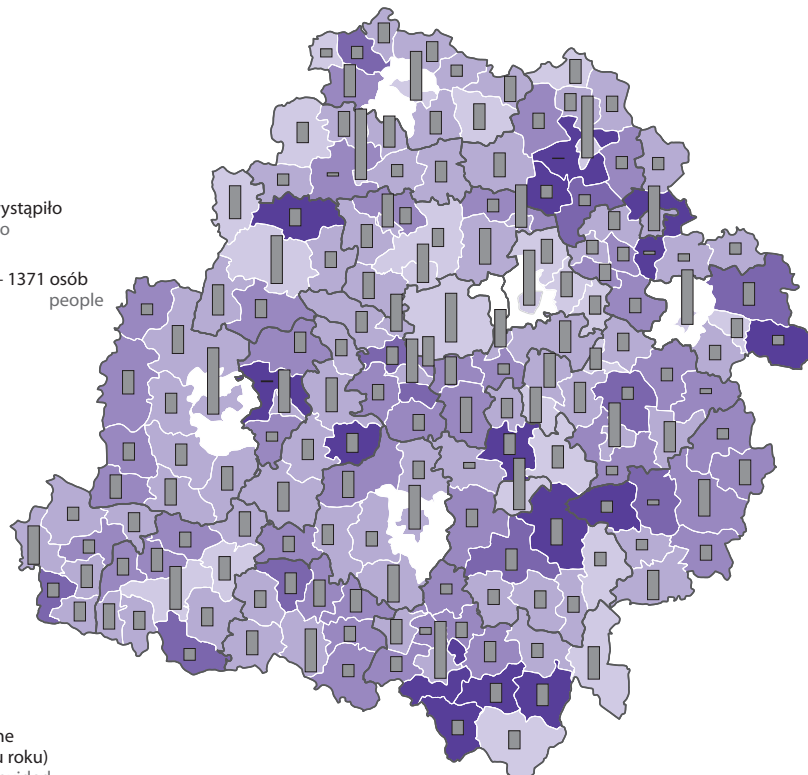 ystąpiło
o
- 1371 osób
people
ne
u roku)